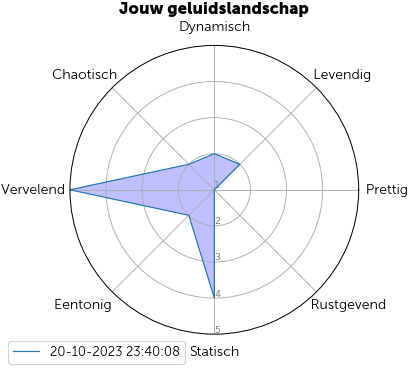 Jouw geluidslandschap
Dynamisch
Chaotisch
Levendig
Vervelend
Prettig
1
2
3
4
5
Eentonig
Rustgevend
Statisch
20-10-2023 23:40:08